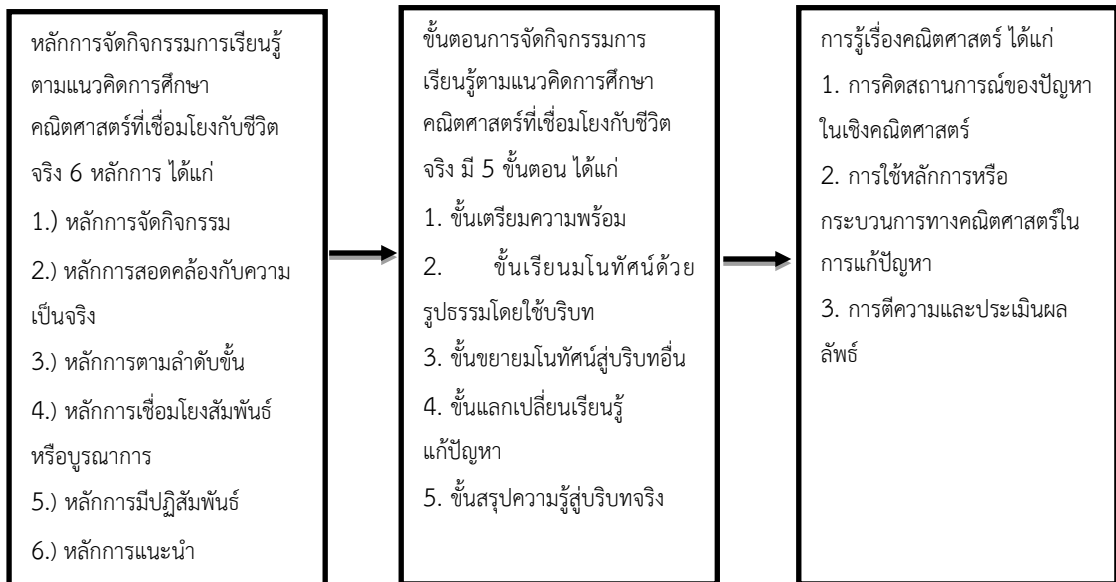 หลักการจัดกิจกรรมการเรียนรู้
ตามแนวคิดการศึกษา
คณิตศาสตร์ที่เชื่อมโยงกับชีวิต
จริง 6 หลักการ ได้แก่
1.) หลักการจัดกิจกรรม
2.) หลักการสอดคล้องกับความ
เป็นจริง
3.) หลักการตามลำดับขั้น
4.) หลักการเชื่อมโยงสัมพันธ์
หรือบูรณาการ
5.) หลักการมีปฏิสัมพันธ์
6.) หลักการแนะนำ
ขั้นตอนการจัดกิจกรรมการ
เรียนรู้ตามแนวคิดการศึกษา
คณิตศาสตร์ที่เชื่อมโยงกับชีวิต
จริง มี 5 ขั้นตอน ได้แก่
1. ขั้นเตรียมความพร้อม
2. ขั้นเรียนมโนทัศน์ด้วย
รูปธรรมโดยใช้บริบท
3. ขั้นขยายมโนทัศน์สู่บริบทอื่น
4. ขั้นแลกเปลี่ยนเรียนรู้
แก้ปัญหา
5. ขั้นสรุปความรู้สู่บริบทจริง
การรู้เรื่องคณิตศาสตร์ ได้แก่
1. การคิดสถานการณ์ของปัญหา
ในเชิงคณิตศาสตร์
2. การใช้หลักการหรือ
กระบวนการทางคณิตศาสตร์ใน
การแก้ปัญหา
3. การตีความและประเมินผล
ลัพธ์